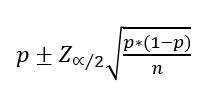 p ± Z∝/2√(p*(1−p)/n)